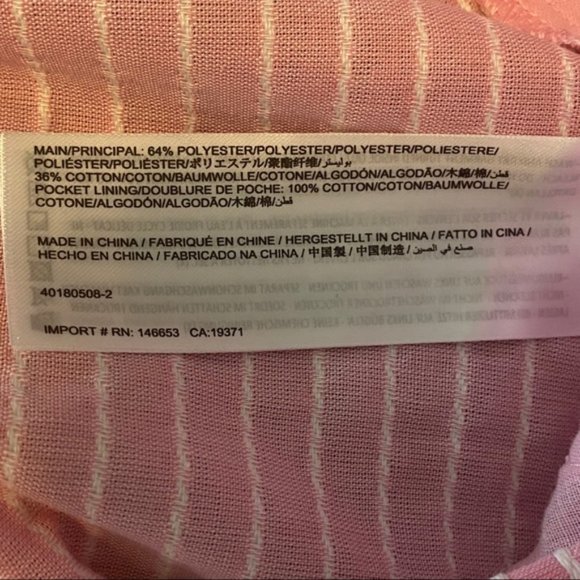 MAIN/PRINCIPAL: 64% POLYESTER/POLYESTER/POLYESTER/POLIESTERE/
POLIÉSTER/POLIÉSTER/ポリエステル/聚酯纤维/بوليستر/
36% COTTON/COTON/BAUMWOLLE/COTONE/ALGODÓN/ALGODÃO/木綿/棉/قطن/
POCKET LINING/DOUBLURE DE POCHE: 100% COTTON/COTON/BAUMWOLLE/
COTONE/ALGODÓN/ALGODÃO/木綿/棉/قطن/
MADE IN CHINA / FABRIQUÉ EN CHINE / HERGESTELLT IN CHINA / FATTO IN CINA /
HECHO EN CHINA / FABRICADO NA CHINA / 中国製 / 中国制造 / صنع في الصين /
40180508-2
IMPORT # RN: 146653 CA:19371